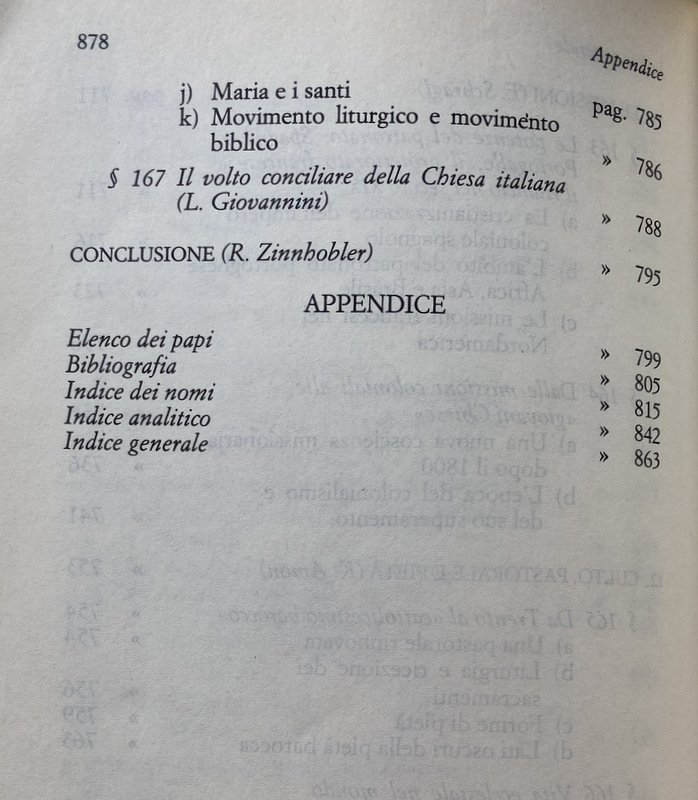 878
Appendice
j) Maria e i santi pag. 785
k) Movimento liturgico e movimento
biblico » 786
§ 167 Il volto conciliare della Chiesa italiana
(L. Giovannini) » 788
CONCLUSIONE (R. Zinnhobler) » 795
APPENDICE
Elenco dei papi » 799
Bibliografia » 805
Indice dei nomi » 815
Indice analitico » 842
Indice generale » 863